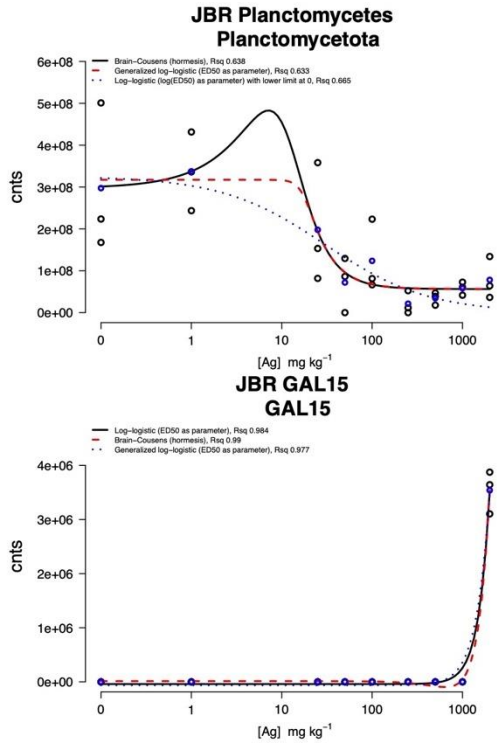 JBR Planctomycetes
Planctomycetota
Brain−Cousens (hormesis), Rsq 0.638
Generalized log−logistic (ED50 as parameter), Rsq 0.633
Log−logistic (log(ED50) as parameter) with lower limit at 0, Rsq 0.665
cnts
6e+08
5e+08
4e+08
3e+08
2e+08
1e+08
0e+00
0 1 10 100 1000
[Ag] mg kg⁻¹
JBR GAL15
GAL15
Log−logistic (ED50 as parameter), Rsq 0.984
Brain−Cousens (hormesis), Rsq 0.99
Generalized log−logistic (ED50 as parameter), Rsq 0.977
cnts
4e+06
3e+06
2e+06
1e+06
0e+00
0 1 10 100 1000
[Ag] mg kg⁻¹